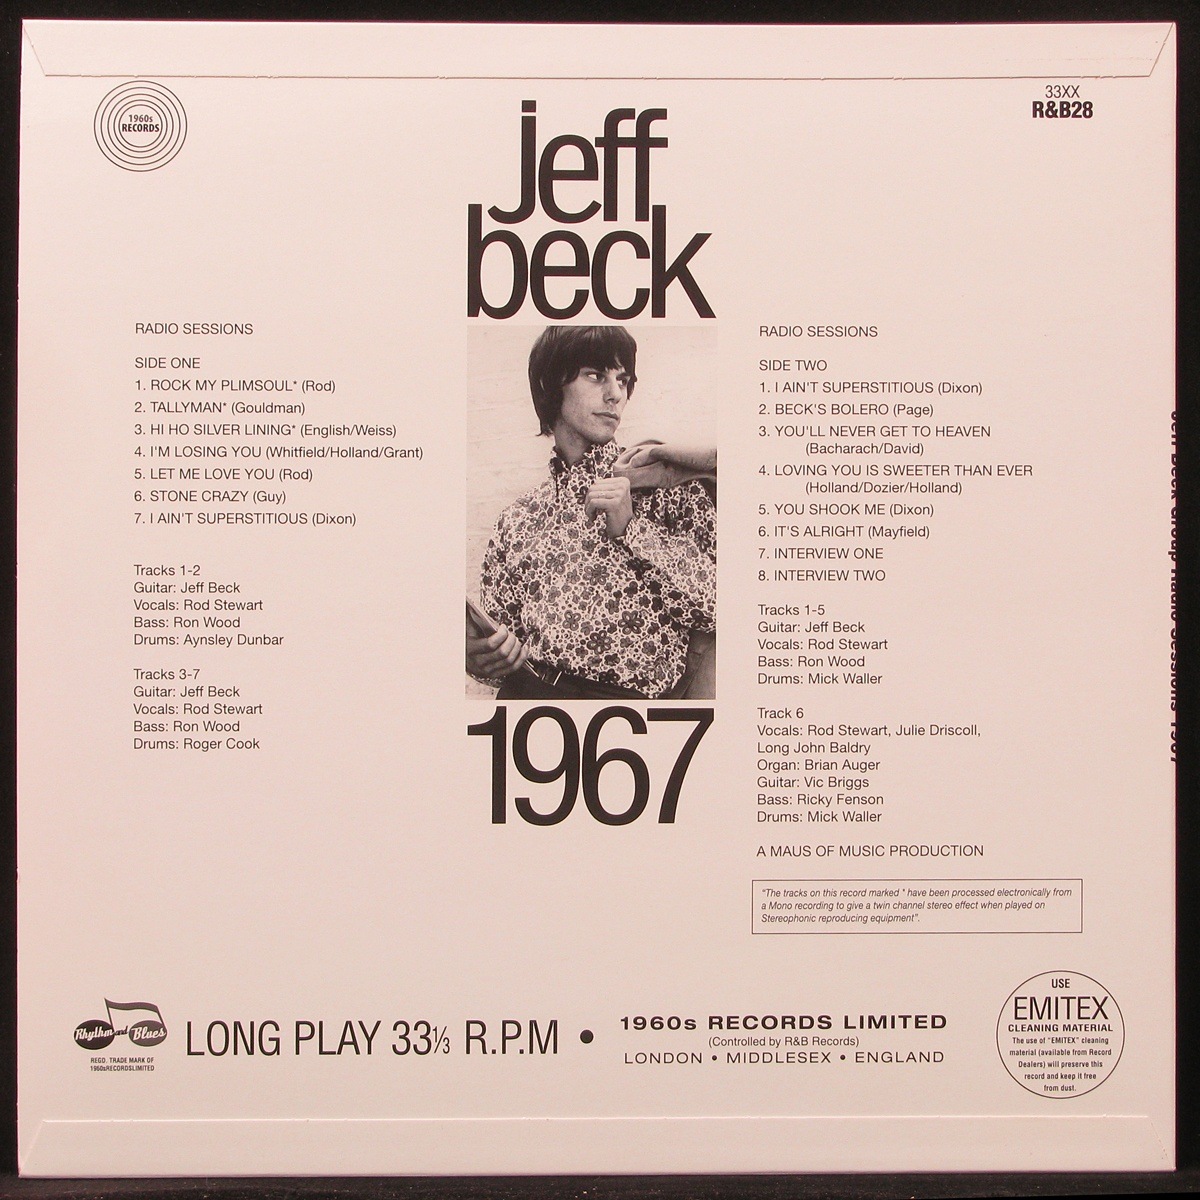 1960s
RECORDS
33XX
R&B28
jeff
beck
RADIO SESSIONS
SIDE ONE
1. ROCK MY PLIMSOUL* (Rod)
2. TALLYMAN* (Gouldman)
3. HI HO SILVER LINING* (English/Weiss)
4. I'M LOSING YOU (Whitfield/Holland/Grant)
5. LET ME LOVE YOU (Rod)
6. STONE CRAZY (Guy)
7. I AIN'T SUPERSTITIOUS (Dixon)
Tracks 1-2
Guitar: Jeff Beck
Vocals: Rod Stewart
Bass: Ron Wood
Drums: Aynsley Dunbar
Tracks 3-7
Guitar: Jeff Beck
Vocals: Rod Stewart
Bass: Ron Wood
Drums: Roger Cook
1967
RADIO SESSIONS
SIDE TWO
1. I AIN'T SUPERSTITIOUS (Dixon)
2. BECK'S BOLERO (Page)
3. YOU'LL NEVER GET TO HEAVEN
(Bacharach/David)
4. LOVING YOU IS SWEETER THAN EVER
(Holland/Dozier/Holland)
5. YOU SHOOK ME (Dixon)
6. IT'S ALRIGHT (Mayfield)
7. INTERVIEW ONE
8. INTERVIEW TWO
Tracks 1-5
Guitar: Jeff Beck
Vocals: Rod Stewart
Bass: Ron Wood
Drums: Mick Waller
Track 6
Vocals: Rod Stewart, Julie Driscoll,
Long John Baldry
Organ: Brian Auger
Guitar: Vic Briggs
Bass: Ricky Fenson
Drums: Mick Waller
A MAUS OF MUSIC PRODUCTION
"The tracks on this record marked * have been processed electronically from
a Mono recording to give a twin channel stereo effect when played on
Stereophonic reproducing equipment".
Jeff Beck Group Radio Sessions 1967
Rhythm and Blues
REGD. TRADE MARK OF
1960sRECORDSLIMITED
LONG PLAY 33⅓ R.P.M •
1960s RECORDS LIMITED
(Controlled by R&B Records)
LONDON • MIDDLESEX • ENGLAND
USE
EMITEX
CLEANING MATERIAL
The use of "EMITEX" cleaning
material (available from Record
Dealers) will preserve this
record and keep it free
from dust.